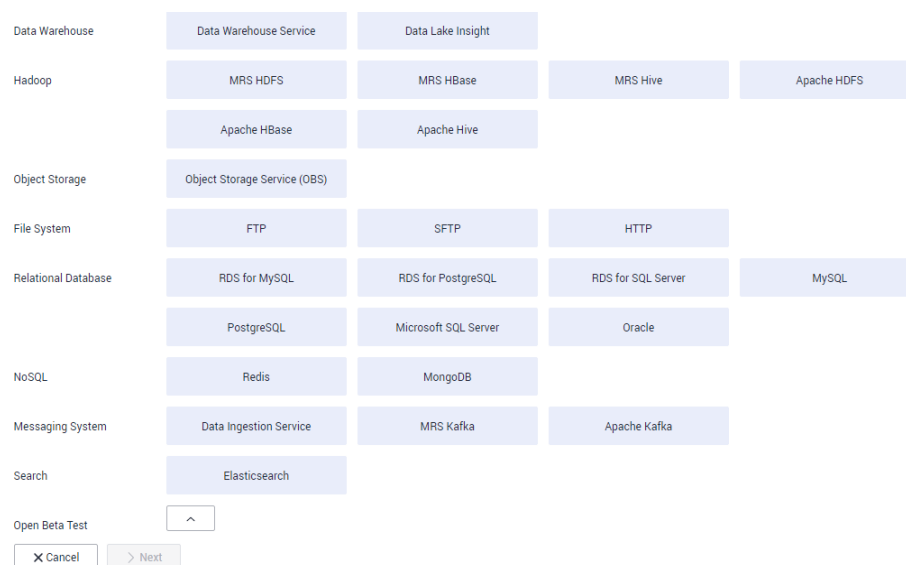 Data Warehouse Data Warehouse Service Data Lake Insight
Hadoop MRS HDFS MRS HBase MRS Hive Apache HDFS
Apache HBase Apache Hive
Object Storage Object Storage Service (OBS)
File System FTP SFTP HTTP
Relational Database RDS for MySQL RDS for PostgreSQL RDS for SQL Server MySQL
PostgreSQL Microsoft SQL Server Oracle
NoSQL Redis MongoDB
Messaging System Data Ingestion Service MRS Kafka Apache Kafka
Search Elasticsearch
Open Beta Test
Cancel Next